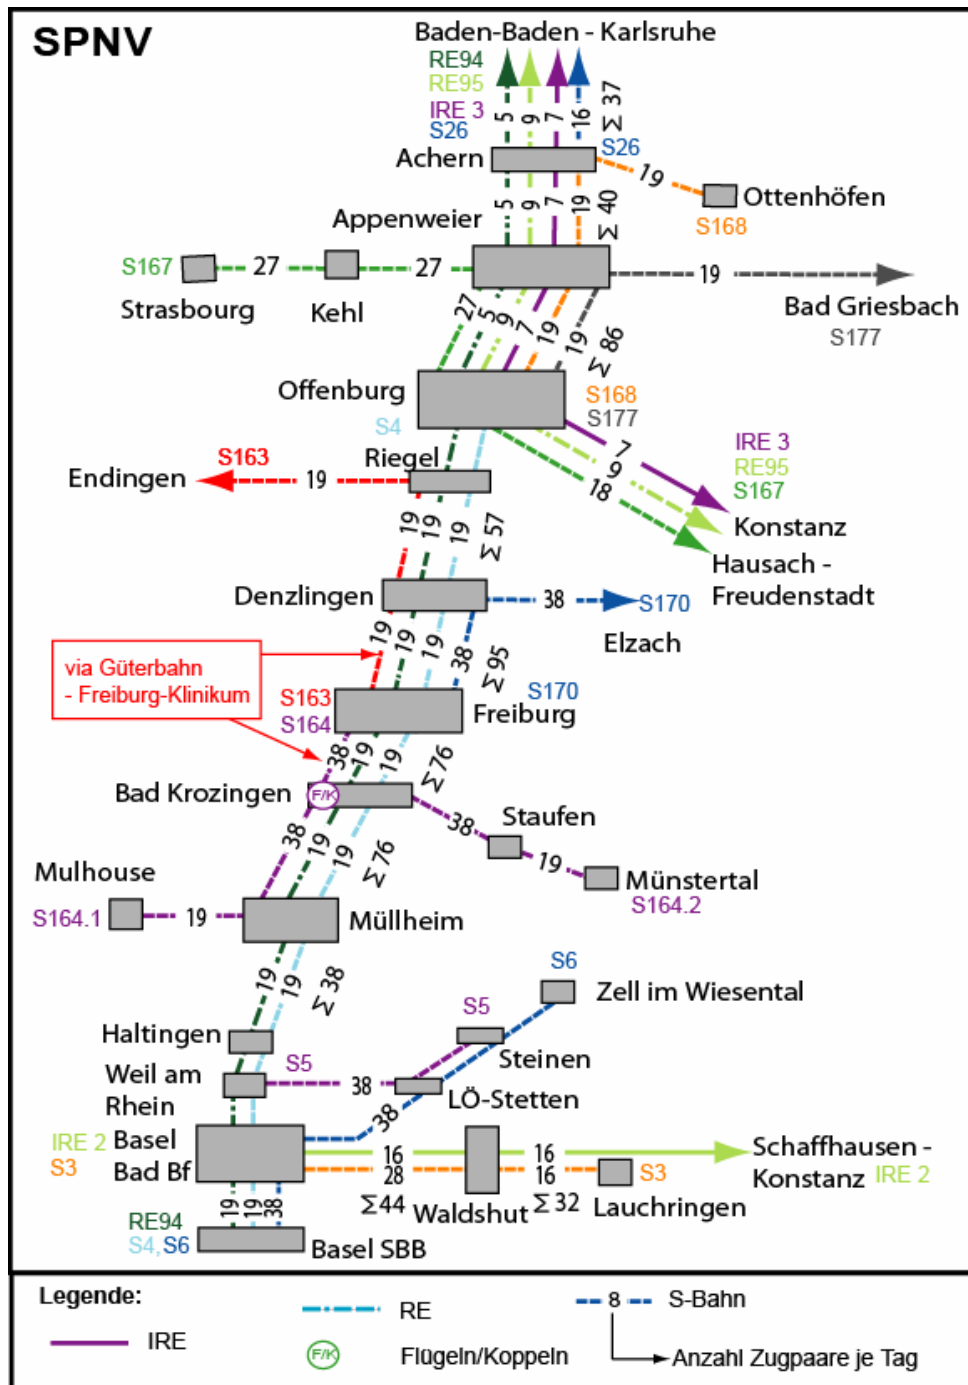 SPNV
Baden-Baden - Karlsruhe
RE94
RE95
IRE 3
S26
5 9 7 16 Σ 37
Achern
S26
19
Ottenhöfen
S168
5 9 7 19 Σ 40
Appenweier
S167
27
27
19
Strasbourg
Kehl
Bad Griesbach
S177
27 5 9 7 19 19 Σ 86
Offenburg
S168
S177
S4
IRE 3
RE95
S167
7
9
18
Konstanz
Hausach -
Freudenstadt
S163
Riegel
Endingen
19
19 19 19 Σ 57
Denzlingen
38
S170
Elzach
19 19 19 38 Σ 95
via Güterbahn
- Freiburg-Klinikum
S163
S164
S170
Freiburg
38 19 19 Σ 76
Bad Krozingen
F/K
38
Staufen
19
Münstertal
S164.2
38 19 19 Σ 76
Mulhouse
S164.1
19
Müllheim
19 19 Σ 38
S6
Zell im Wiesental
S5
Haltingen
Steinen
Weil am
Rhein
S5
38
LÖ-Stetten
38
IRE 2
S3
Basel
Bad Bf
16
28
16
16
Schaffhausen -
Konstanz
IRE 2
S3
Σ44
Waldshut
Σ 32
Lauchringen
19 19 38
RE94
S4, S6
Basel SBB
Legende:
IRE
RE
F/K
Flügeln/Koppeln
8
S-Bahn
Anzahl Zugpaare je Tag